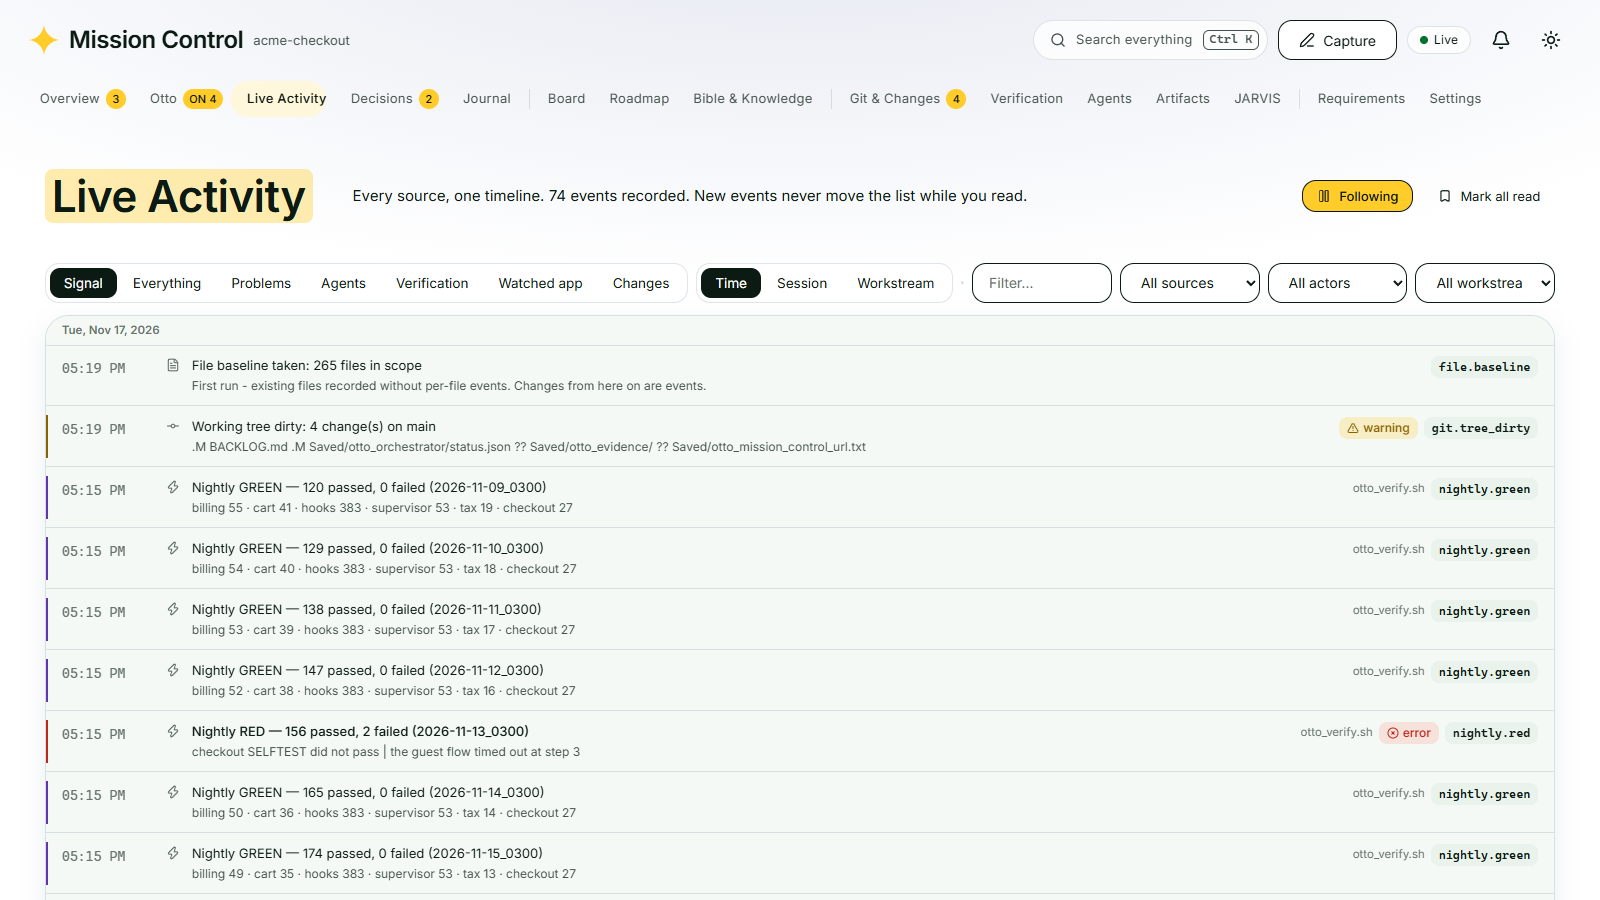 Mission Control acme-checkout Search everything Ctrl K Capture Live
Overview 3 Otto ON 4 Live Activity Decisions 2 Journal Board Roadmap Bible & Knowledge Git & Changes 4 Verification Agents Artifacts JARVIS Requirements Settings
Live Activity Every source, one timeline. 74 events recorded. New events never move the list while you read. Following Mark all read
Signal Everything Problems Agents Verification Watched app Changes Time Session Workstream Filter... All sources All actors All workstrea
Tue, Nov 17, 2026
05:19 PM File baseline taken: 265 files in scope file.baseline
First run - existing files recorded without per-file events. Changes from here on are events.
05:19 PM Working tree dirty: 4 change(s) on main warning git.tree_dirty
.M BACKLOG.md .M Saved/otto_orchestrator/status.json ?? Saved/otto_evidence/ ?? Saved/otto_mission_control_url.txt
05:15 PM Nightly GREEN — 120 passed, 0 failed (2026-11-09_0300) otto_verify.sh nightly.green
billing 55 · cart 41 · hooks 383 · supervisor 53 · tax 19 · checkout 27
05:15 PM Nightly GREEN — 129 passed, 0 failed (2026-11-10_0300) otto_verify.sh nightly.green
billing 54 · cart 40 · hooks 383 · supervisor 53 · tax 18 · checkout 27
05:15 PM Nightly GREEN — 138 passed, 0 failed (2026-11-11_0300) otto_verify.sh nightly.green
billing 53 · cart 39 · hooks 383 · supervisor 53 · tax 17 · checkout 27
05:15 PM Nightly GREEN — 147 passed, 0 failed (2026-11-12_0300) otto_verify.sh nightly.green
billing 52 · cart 38 · hooks 383 · supervisor 53 · tax 16 · checkout 27
05:15 PM Nightly RED — 156 passed, 2 failed (2026-11-13_0300) otto_verify.sh error nightly.red
checkout SELFTEST did not pass | the guest flow timed out at step 3
05:15 PM Nightly GREEN — 165 passed, 0 failed (2026-11-14_0300) otto_verify.sh nightly.green
billing 50 · cart 36 · hooks 383 · supervisor 53 · tax 14 · checkout 27
05:15 PM Nightly GREEN — 174 passed, 0 failed (2026-11-15_0300) otto_verify.sh nightly.green
billing 49 · cart 35 · hooks 383 · supervisor 53 · tax 13 · checkout 27